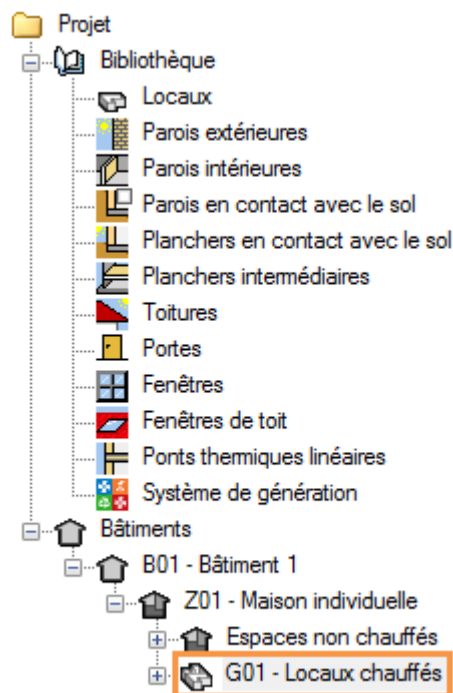 Projet
Bibliothèque
Locaux
Parois extérieures
Parois intérieures
Parois en contact avec le sol
Planchers en contact avec le sol
Planchers intermédiaires
Toitures
Portes
Fenêtres
Fenêtres de toit
Ponts thermiques linéaires
Système de génération
Bâtiments
B01 - Bâtiment 1
Z01 - Maison individuelle
Espaces non chauffés
G01 - Locaux chauffés